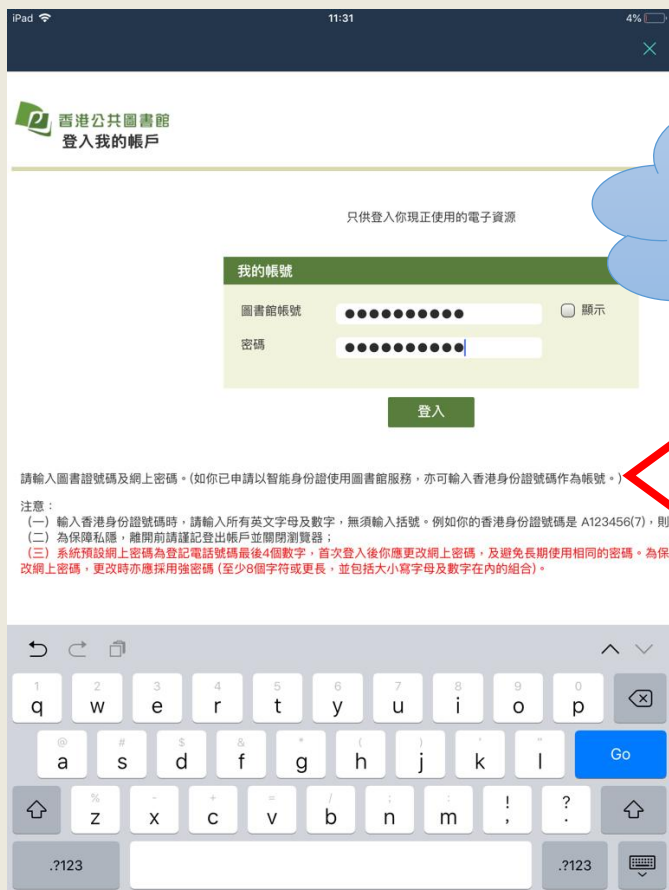 iPad 11:31 4%
香港公共圖書館
登入我的帳戶
只供登入你現正使用的電子資源
我的帳號
圖書館帳號 ●●●●●●●●●● 顯示
密碼 ●●●●●●●●●●
登入
請輸入圖書證號碼及網上密碼。(如你已申請以智能身份證使用圖書館服務，亦可輸入香港身份證號碼作為帳號。)
注意：
(一) 輸入香港身份證號碼時，請輸入所有英文字母及數字，無須輸入括號。例如你的香港身份證號碼是 A123456(7)，則
(二) 為保障私隱，離開前請謹記登出帳戶並關閉瀏覽器；
(三) 系統預設網上密碼為登記電話號碼最後4個數字，首次登入後你應更改網上密碼，及避免長期使用相同的密碼。為保
改網上密碼，更改時亦應採用強密碼 (至少8個字符或更長，並包括大小寫字母及數字在內的組合)。
1 2 3 4 5 6 7 8 9 0
q w e r t y u i o p
@ # $ & * ( ) ' "
a s d f g h j k l Go
% - + = / ; : ! ?
z x c v b n m , .
.?123 .?123